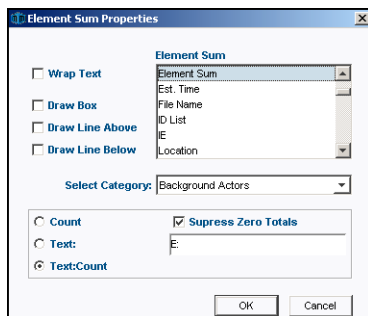 Element Sum Properties
Element Sum
Wrap Text
Element Sum
Est. Time
Draw Box
File Name
Draw Line Above
ID List
IE
Draw Line Below
Location
Select Category: Background Actors
Count
Supress Zero Totals
Text:
E:
Text:Count
OK
Cancel